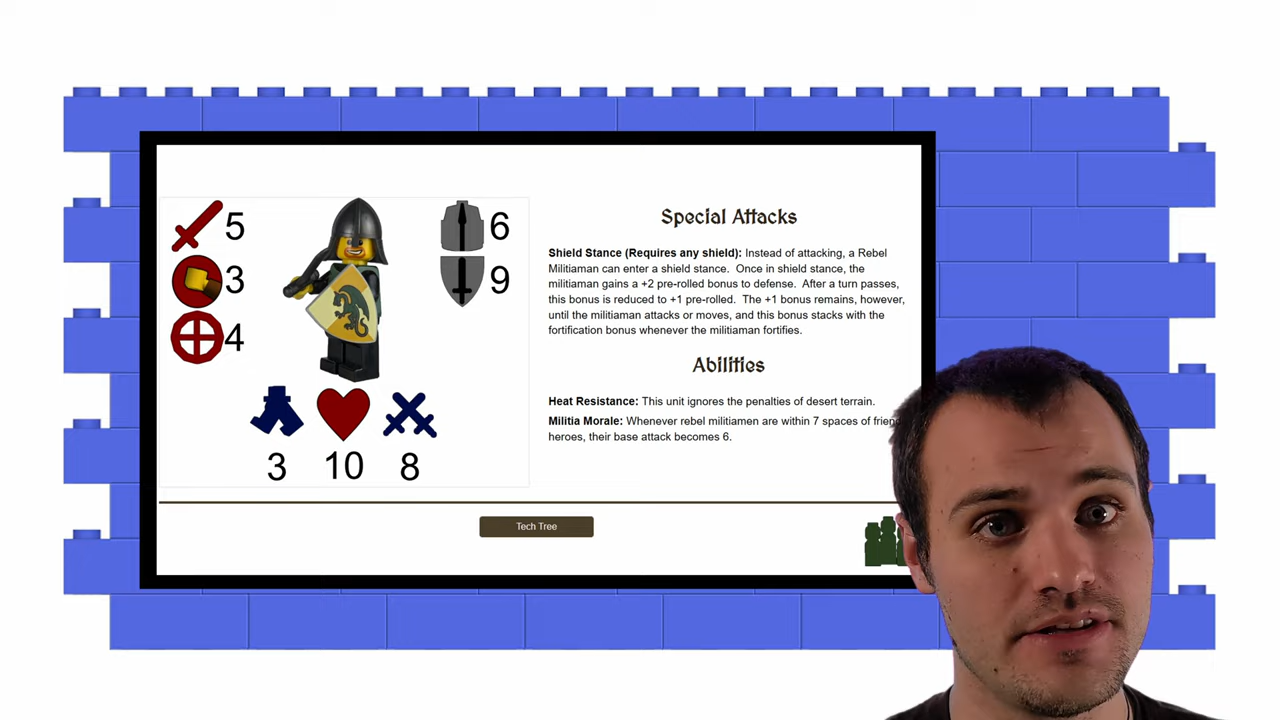 5
3
4
6
9
3 10 8
Special Attacks
Shield Stance (Requires any shield): Instead of attacking, a Rebel
Militiaman can enter a shield stance. Once in shield stance, the
militiaman gains a +2 pre-rolled bonus to defense. After a turn passes,
this bonus is reduced to +1 pre-rolled. The +1 bonus remains, however,
until the militiaman attacks or moves, and this bonus stacks with the
fortification bonus whenever the militiaman fortifies.
Abilities
Heat Resistance: This unit ignores the penalties of desert terrain.
Militia Morale: Whenever rebel militiamen are within 7 spaces of
heroes, their base attack becomes 6.
Tech Tree